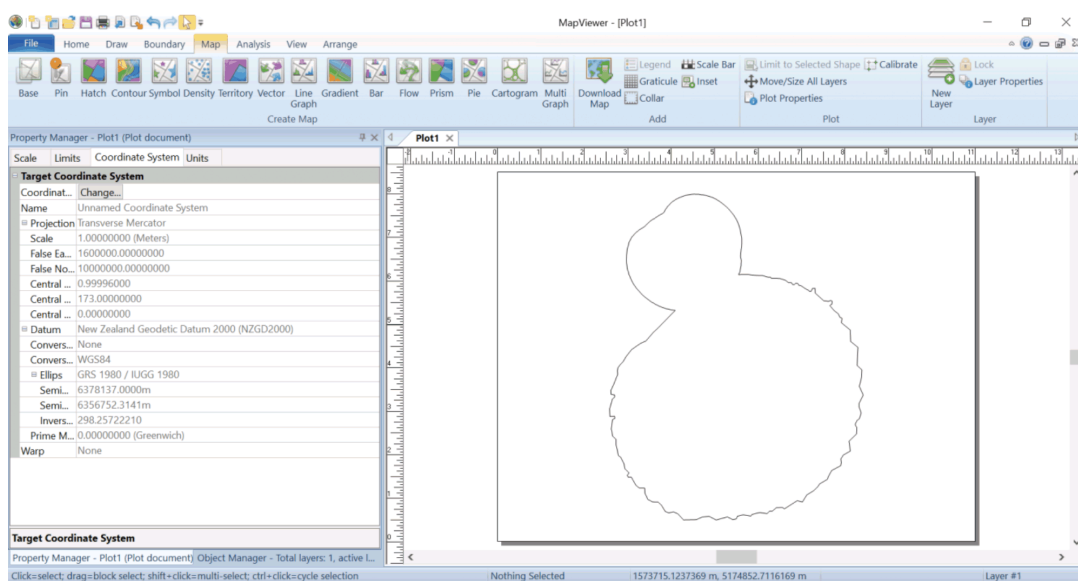 MapViewer - [Plot1]
File Home Draw Boundary Map Analysis View Arrange
Base Pin Hatch Contour Symbol Density Territory Vector Line Graph Gradient Bar Flow Prism Pie Cartogram Multi Graph
Create Map
Download Map
Legend Scale Bar
Graticule Inset
Collar
Add
Limit to Selected Shape Calibrate
Move/Size All Layers
Plot Properties
Plot
New Layer
Lock
Layer Properties
Layer
Property Manager - Plot1 (Plot document)
Plot1
Scale Limits Coordinate System Units
Target Coordinate System
Coordinat... Change...
Name Unnamed Coordinate System
Projection Transverse Mercator
Scale 1.00000000 (Meters)
False Ea... 1600000.00000000
False No... 10000000.00000000
Central ... 0.99996000
Central ... 173.00000000
Central ... 0.00000000
Datum New Zealand Geodetic Datum 2000 (NZGD2000)
Convers... None
Convers... WGS84
Ellips GRS 1980 / IUGG 1980
Semi... 6378137.0000m
Semi... 6356752.3141m
Invers... 298.25722210
Prime M... 0.00000000 (Greenwich)
Warp None
Target Coordinate System
Property Manager - Plot1 (Plot document) Object Manager - Total layers: 1, active l...
Click=select; drag=block select; shift+click=multi-select; ctrl+click=cycle selection
Nothing Selected
1573715.1237369 m, 5174852.7116169 m
Layer #1